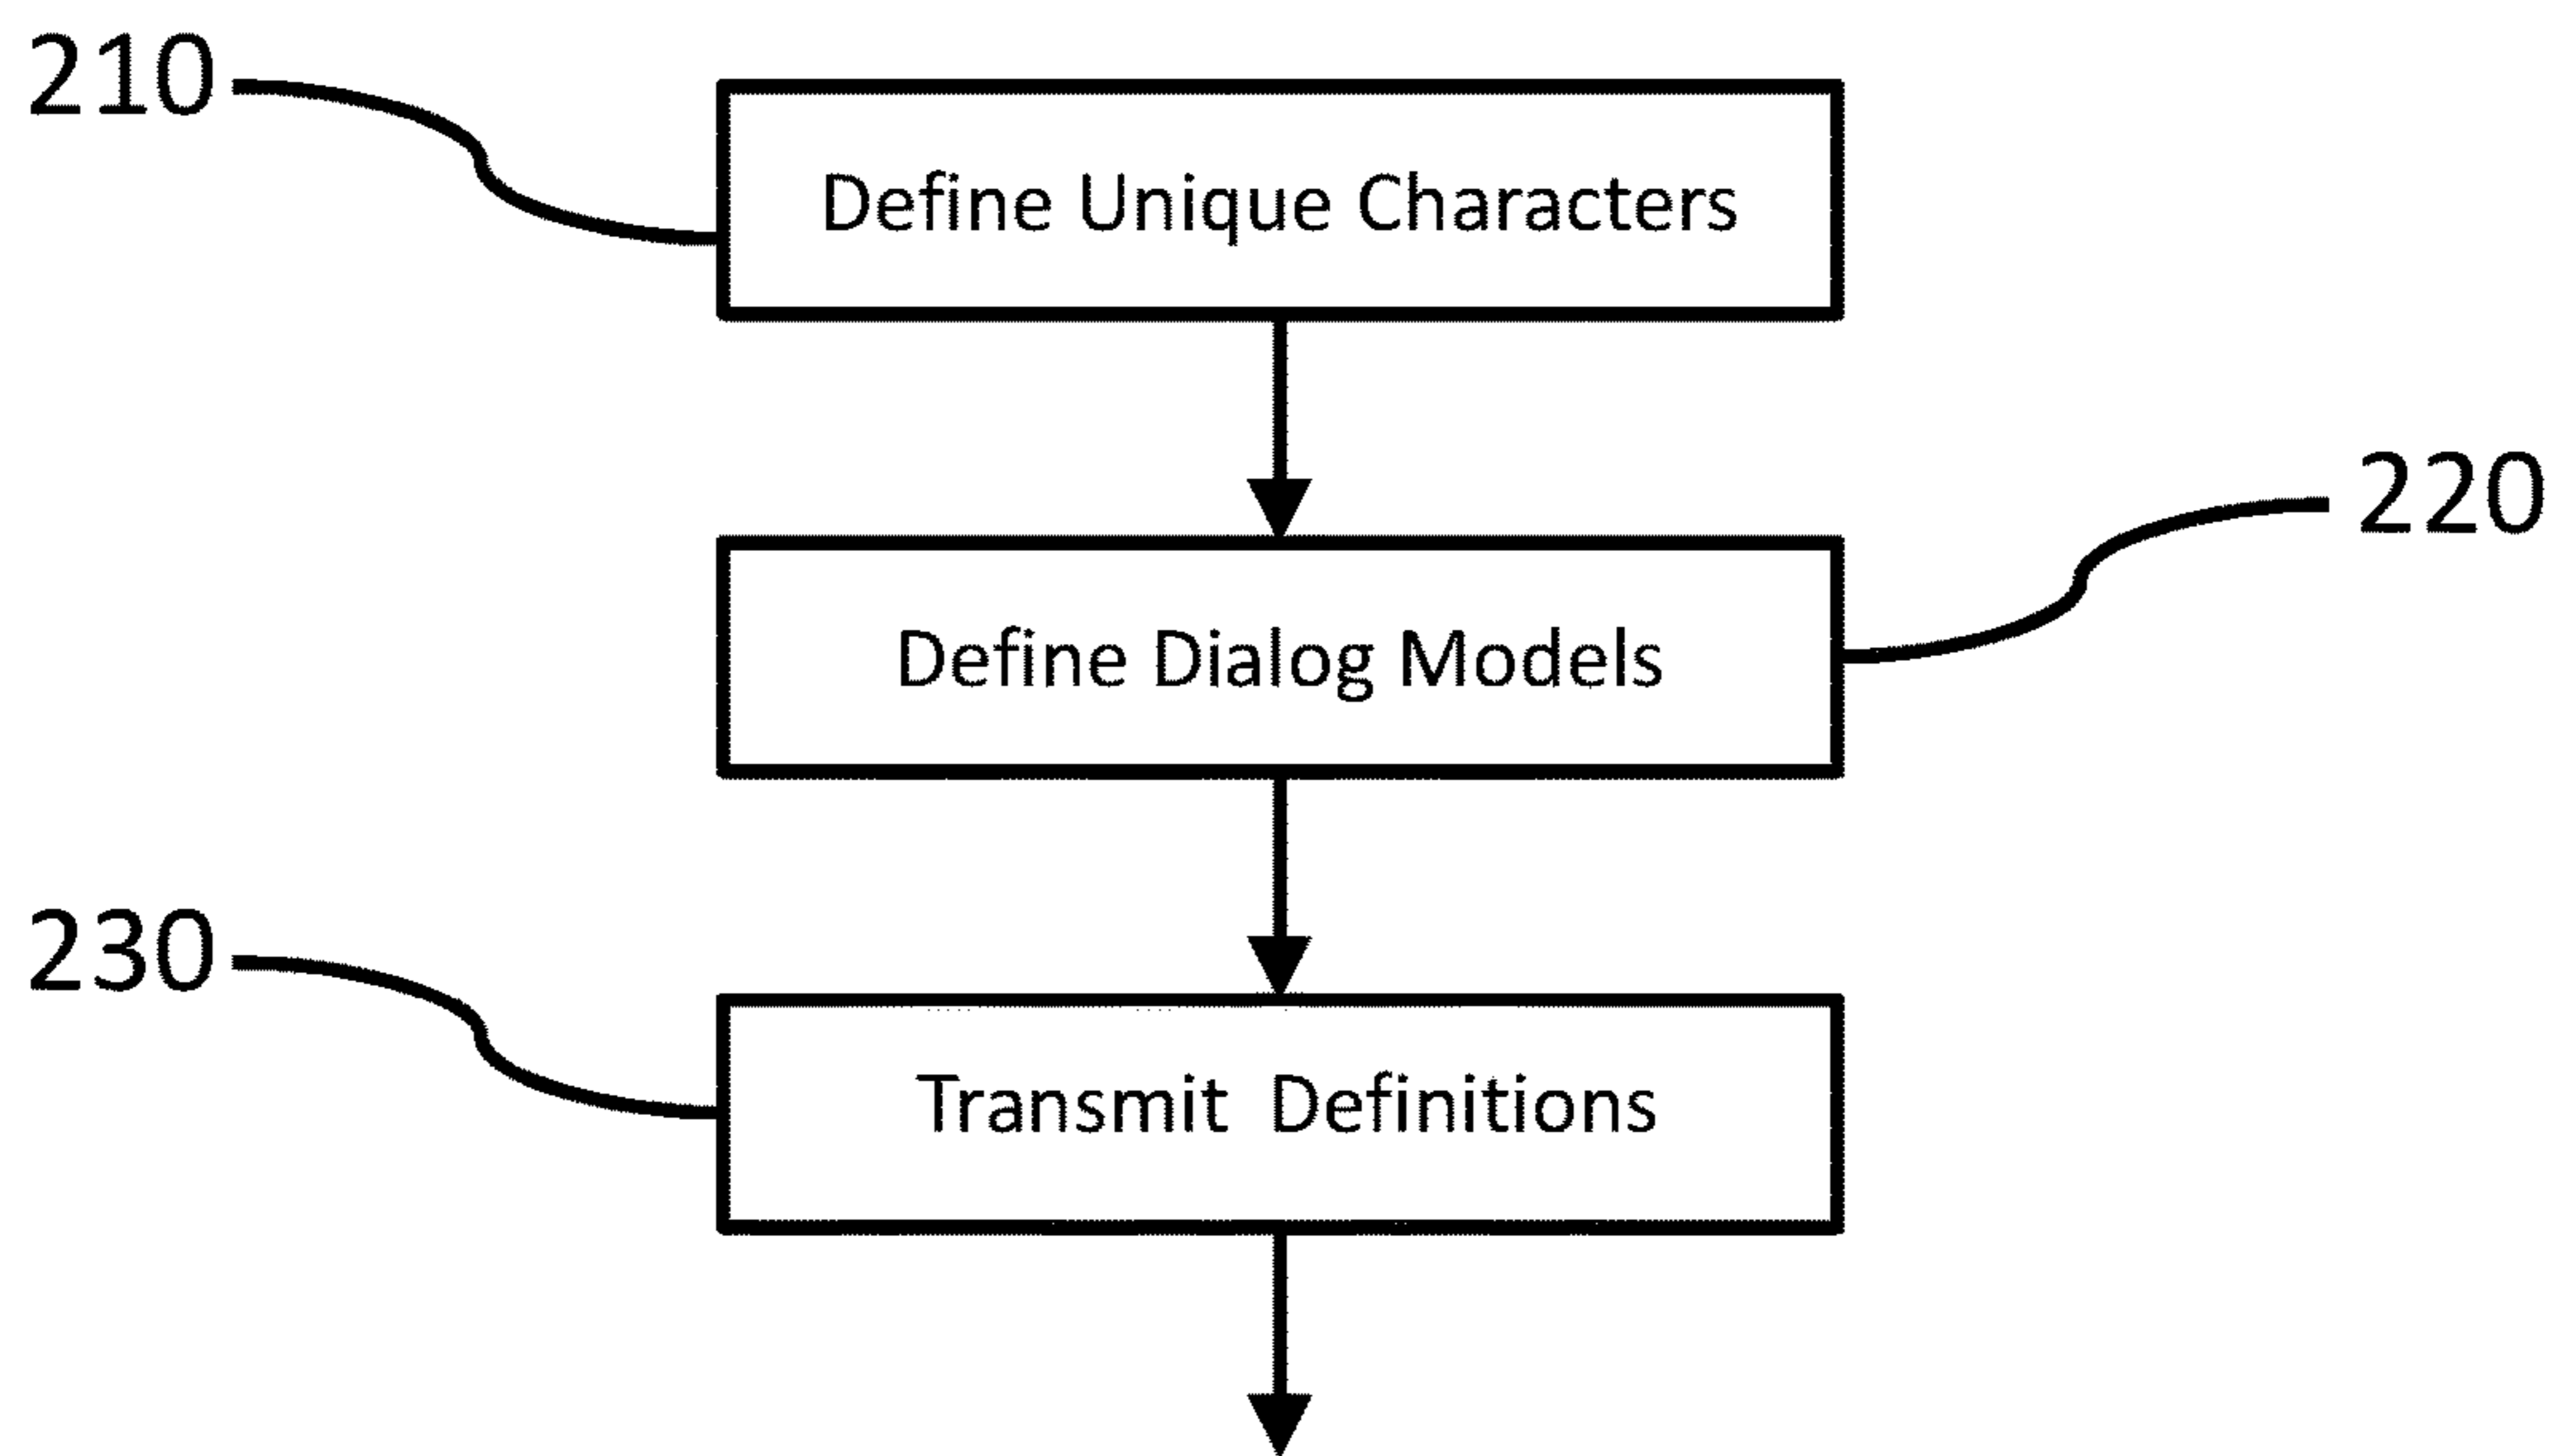 210
Define Unique Characters
220
Define Dialog Models
230
Transmit Definitions